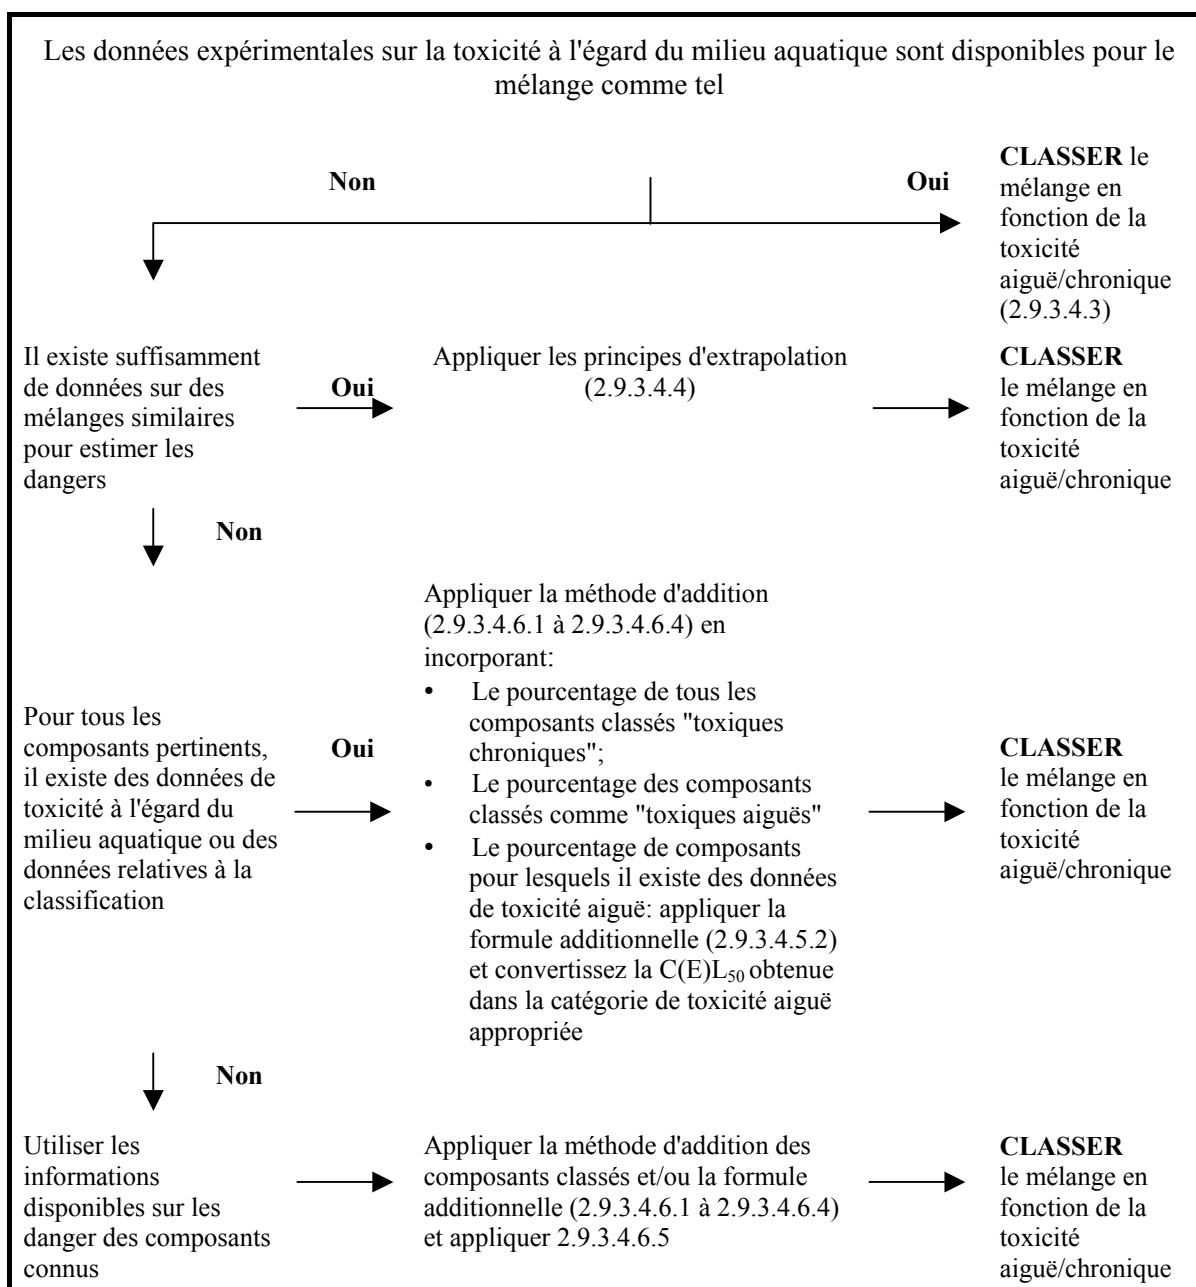 Les données expérimentales sur la toxicité à l'égard du milieu aquatique sont disponibles pour le
mélange comme tel
Non
Oui
CLASSER le
mélange en
fonction de la
toxicité
aiguë/chronique
(2.9.3.4.3)
Il existe suffisamment
de données sur des
mélanges similaires
pour estimer les
dangers
Oui
Appliquer les principes d'extrapolation
(2.9.3.4.4)
CLASSER
le mélange en
fonction de la
toxicité
aiguë/chronique
Non
Pour tous les
composants pertinents,
il existe des données de
toxicité à l'égard du
milieu aquatique ou des
données relatives à la
classification
Oui
Appliquer la méthode d'addition
(2.9.3.4.6.1 à 2.9.3.4.6.4) en
incorporant:
• Le pourcentage de tous les
composants classés "toxiques
chroniques";
• Le pourcentage des composants
classés comme "toxiques aiguës"
• Le pourcentage de composants
pour lesquels il existe des données
de toxicité aiguë: appliquer la
formule additionnelle (2.9.3.4.5.2)
et convertissez la C(E)L50 obtenue
dans la catégorie de toxicité aiguë
appropriée
CLASSER
le mélange en
fonction de la
toxicité
aiguë/chronique
Non
Utiliser les
informations
disponibles sur les
danger des composants
connus
Appliquer la méthode d'addition des
composants classés et/ou la formule
additionnelle (2.9.3.4.6.1 à 2.9.3.4.6.4)
et appliquer 2.9.3.4.6.5
CLASSER
le mélange en
fonction de la
toxicité
aiguë/chronique